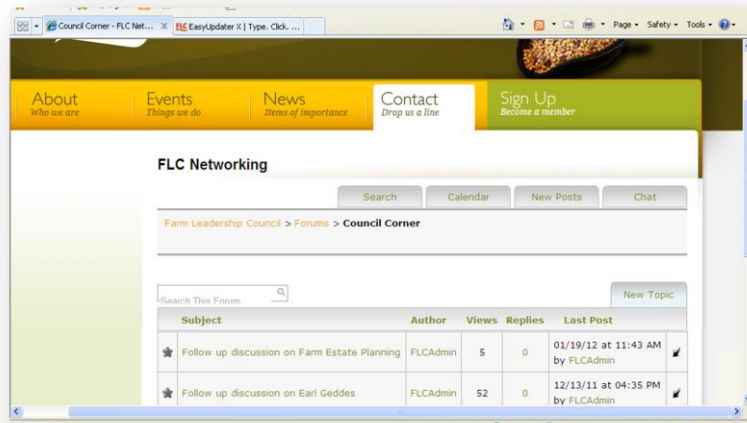 Council Corner - FLC Net... X FLC EasyUpdater X | Type. Click. ... Page Safety Tools
About Events News Contact Sign Up
Who we are Things we do Items of importance Drop us a line Become a member
FLC Networking
Search Calendar New Posts Chat
Farm Leadership Council > Forums > Council Corner
Search This Forum New Topic
Subject Author Views Replies Last Post
Follow up discussion on Farm Estate Planning FLCAdmin 5 0 01/19/12 at 11:43 AM
by FLCAdmin
Follow up discussion on Earl Geddes FLCAdmin 52 0 12/13/11 at 04:35 PM
by FLCAdmin